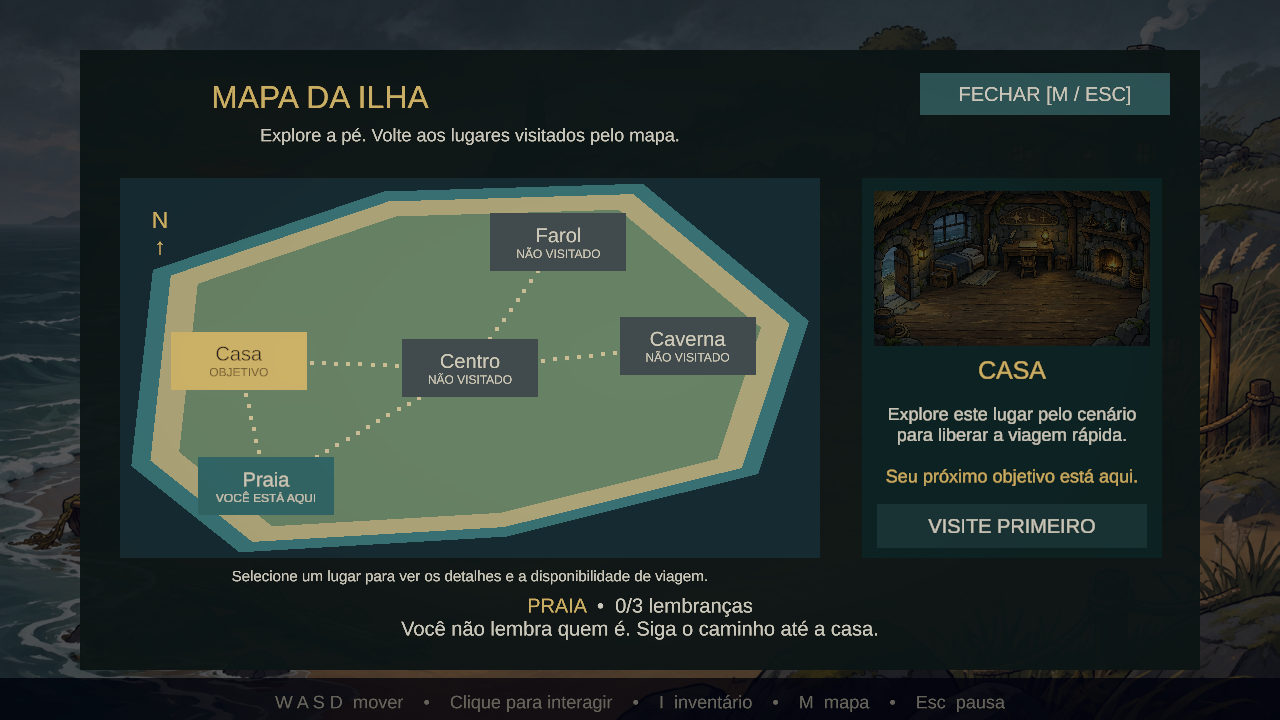 MAPA DA ILHA
FECHAR [M / ESC]
Explore a pé. Volte aos lugares visitados pelo mapa.
N
↑
Farol
NÃO VISITADO
Caverna
NÃO VISITADO
Casa
OBJETIVO
Centro
NÃO VISITADO
Praia
VOCÊ ESTÁ AQUI
CASA
Explore este lugar pelo cenário
para liberar a viagem rápida.
Seu próximo objetivo está aqui.
VISITE PRIMEIRO
Selecione um lugar para ver os detalhes e a disponibilidade de viagem.
PRAIA • 0/3 lembranças
Você não lembra quem é. Siga o caminho até a casa.
W A S D mover • Clique para interagir • I inventário • M mapa • Esc pausa